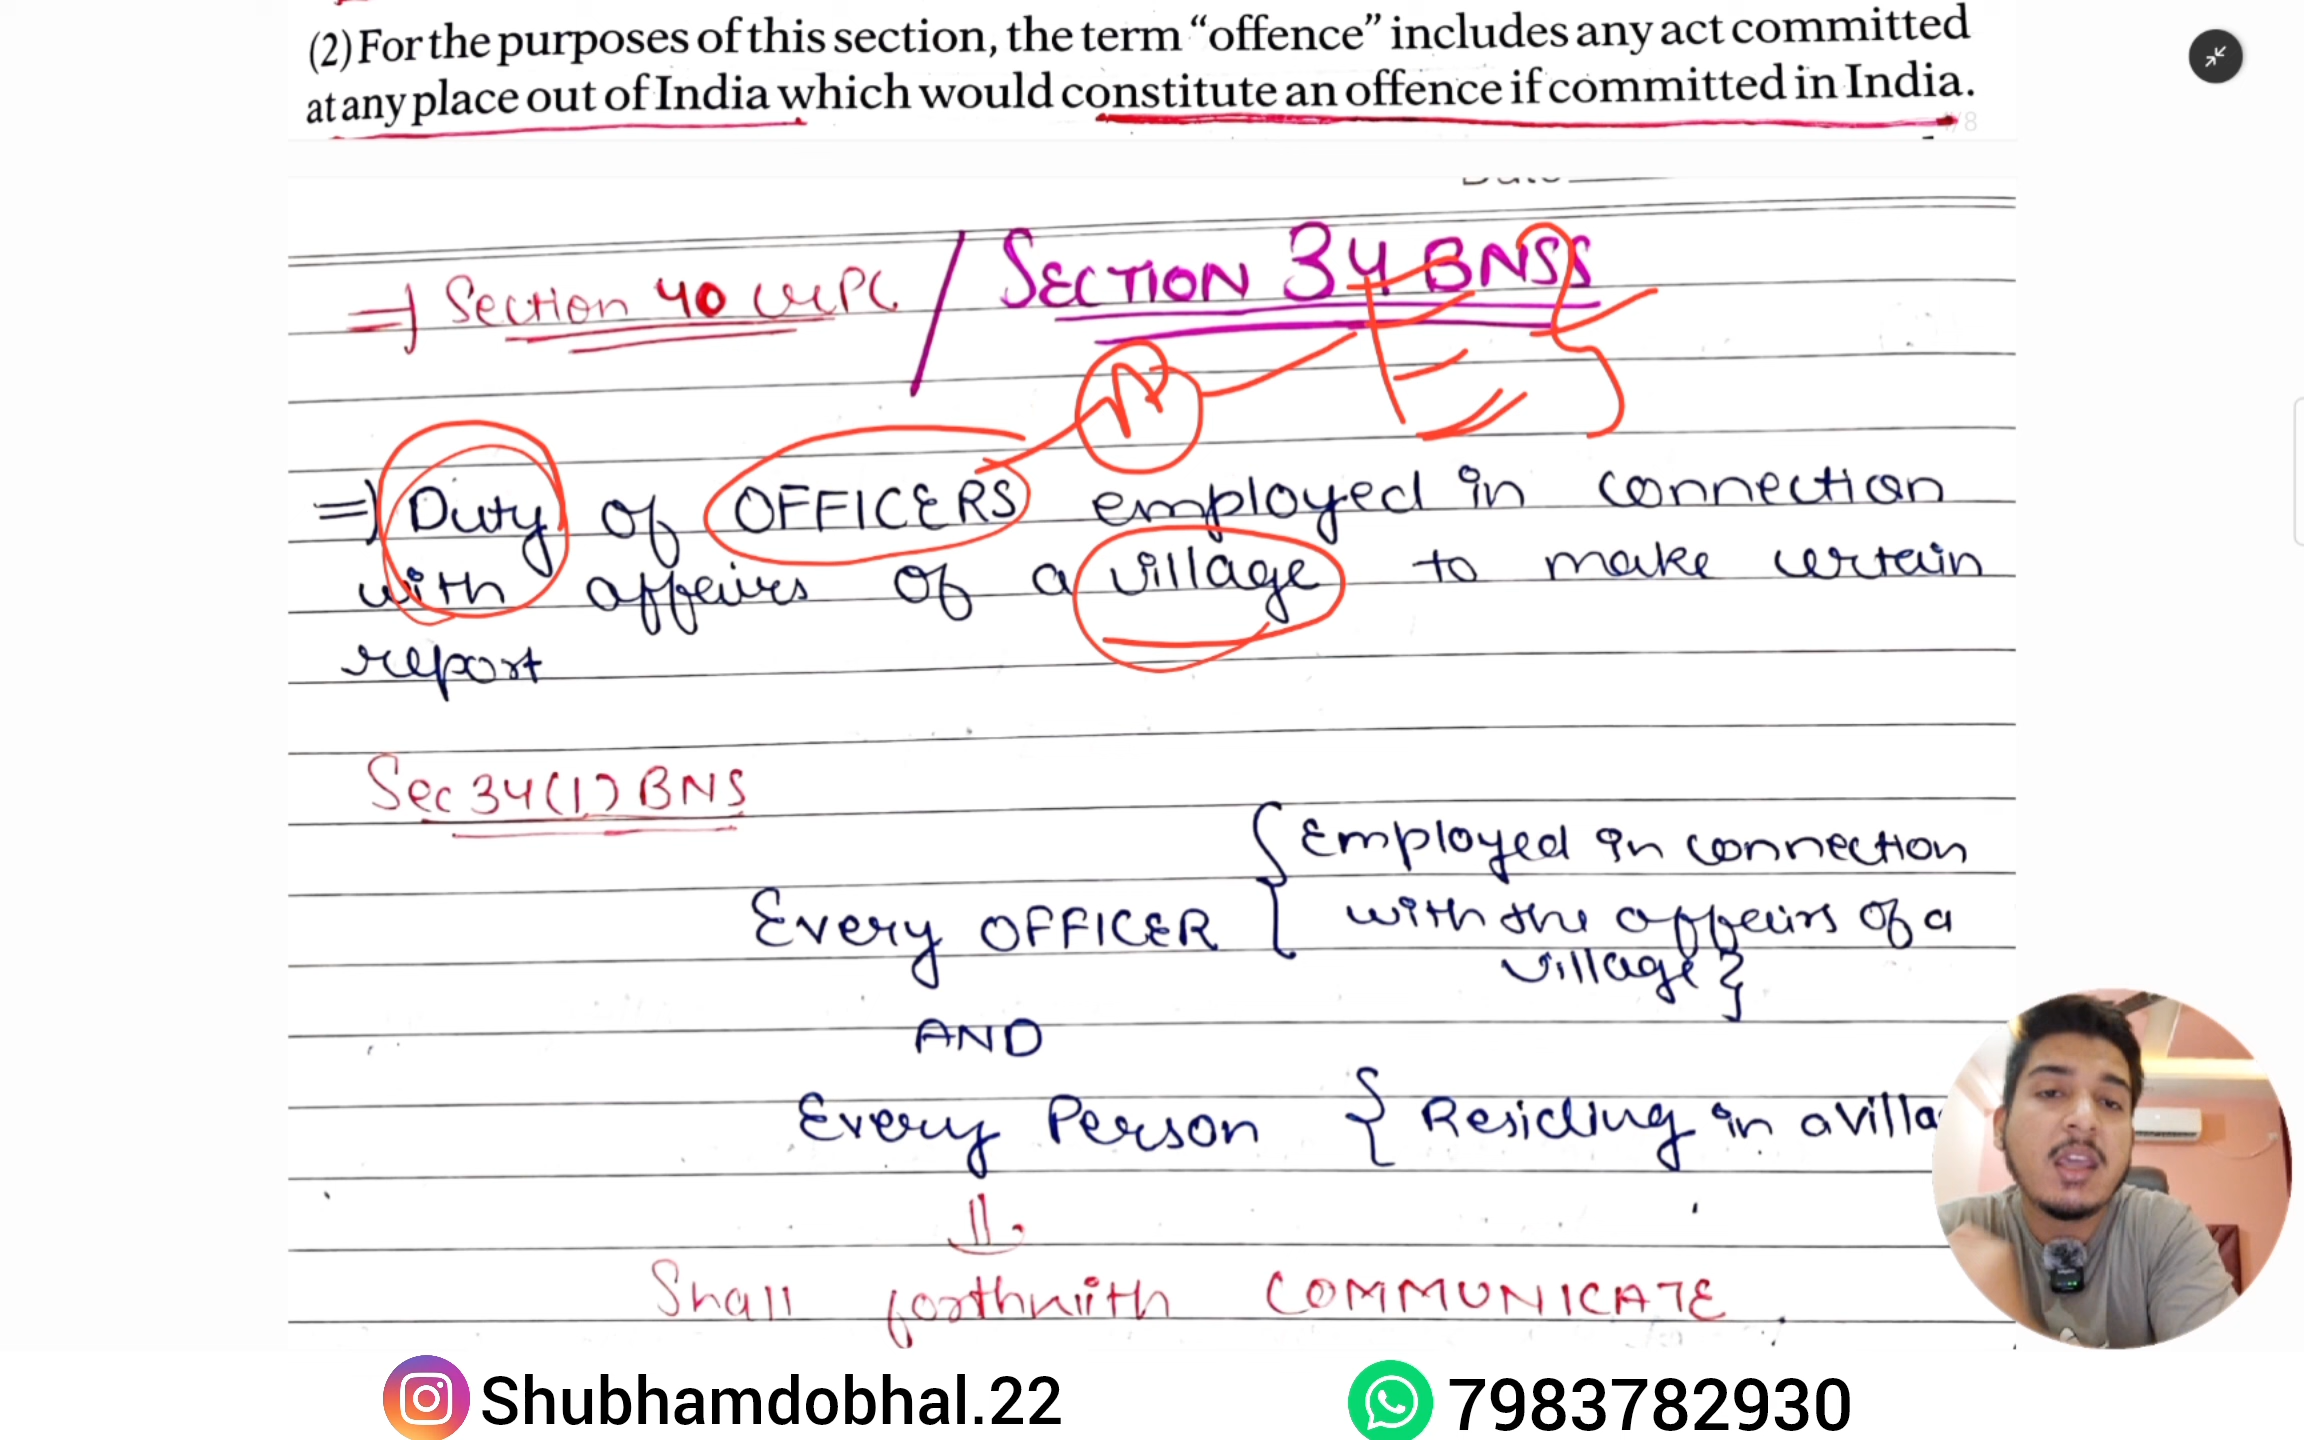 (2) For the purposes of this section, the term “offence” includes any act committed
at any place out of India which would constitute an offence if committed in India.
/8
⇒ Section 40 CrPC / SECTION 34 BNSS
⇒ Duty of OFFICERS employed in connection
with affairs of a village to make certain
report
Sec 34(1) BNS
{ Employed in connection
Every OFFICER { with the affairs of a
village }
AND
Every Person { Residing in a villa
⇓
Shall forthwith COMMUNICATE
Shubhamdobhal.22 7983782930